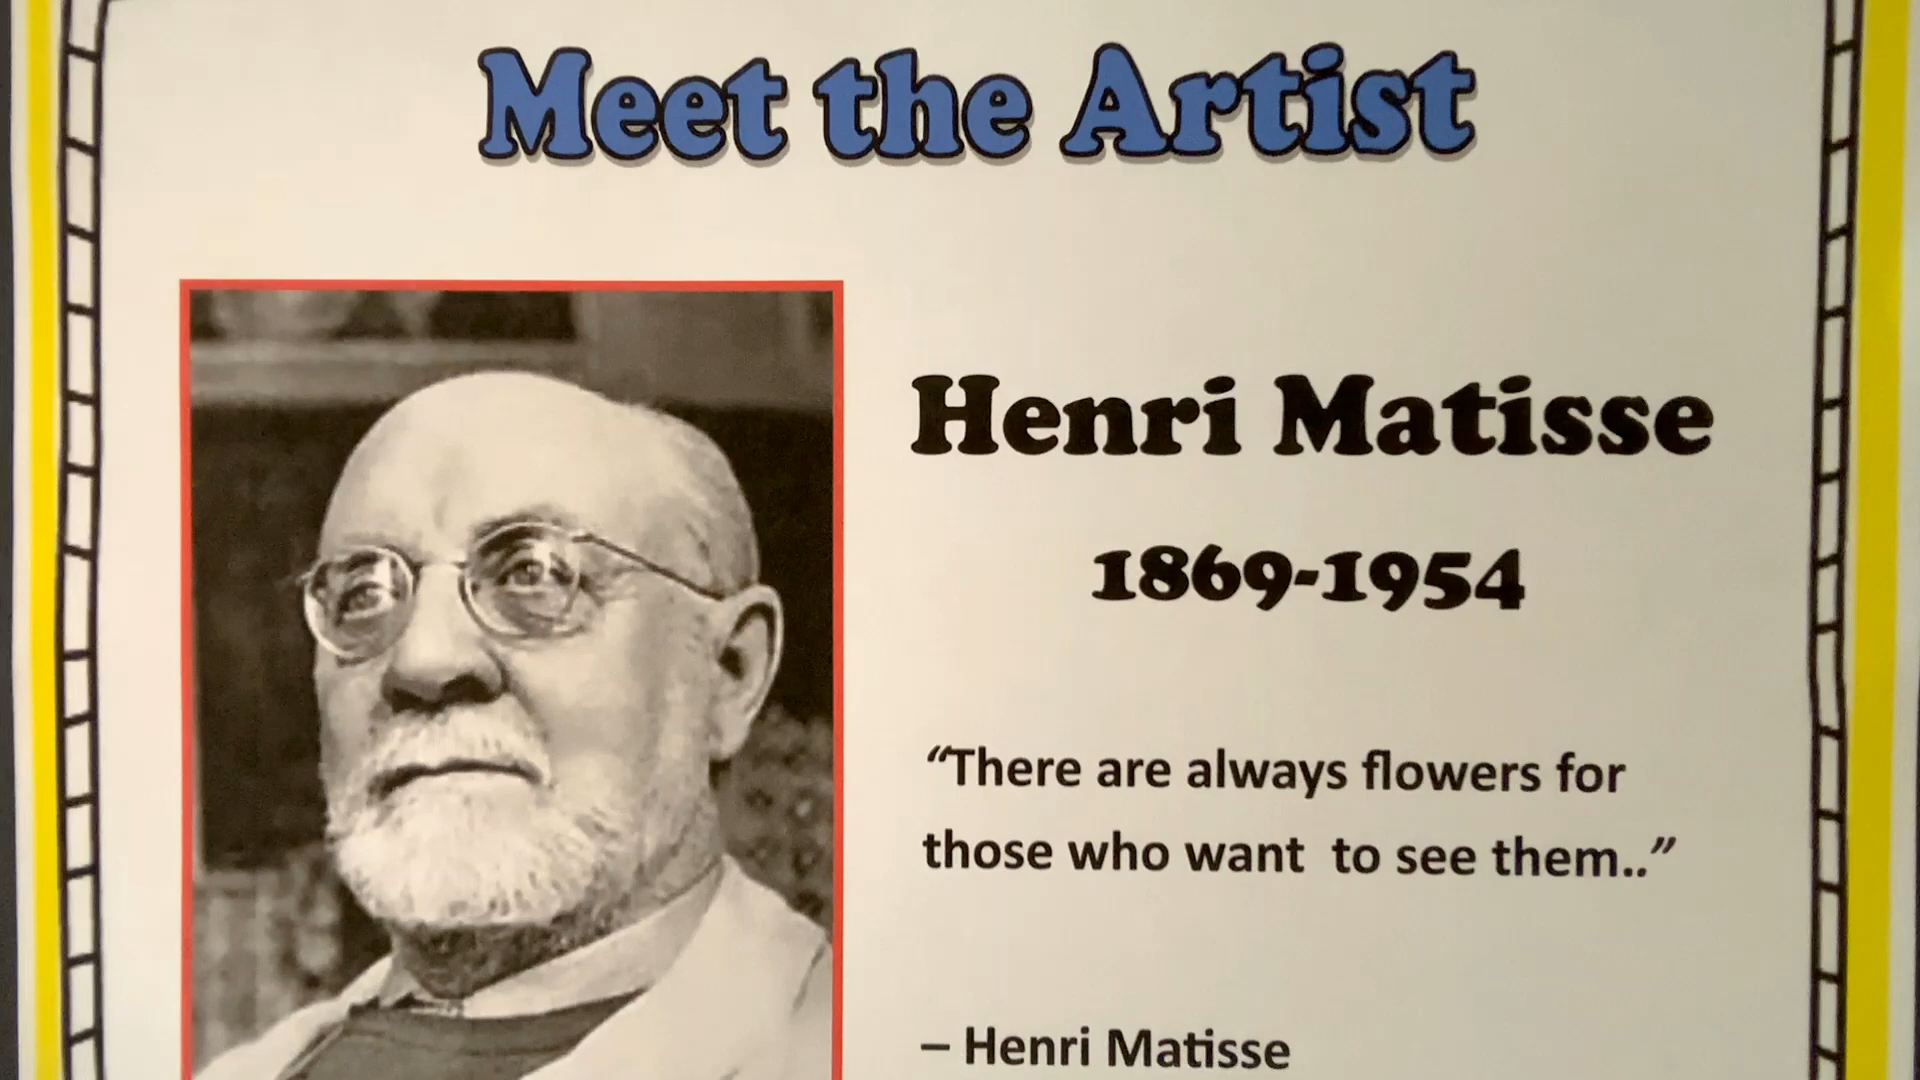 Meet the Artist
Henri Matisse
1869-1954
“There are always flowers for
those who want  to see them..”
– Henri Matisse